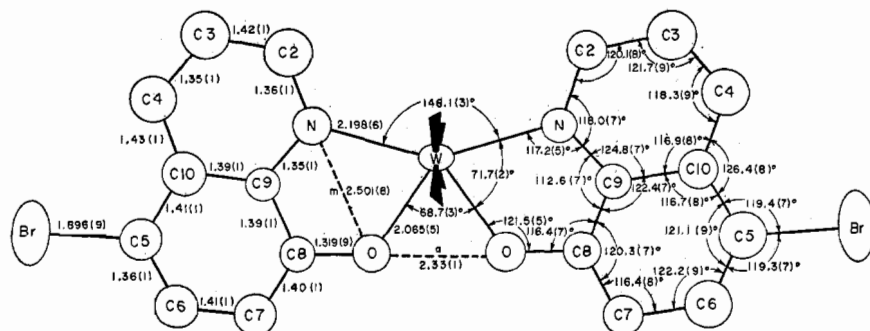 C3
1.42(1)
C2
1.35(1)
C4
1.36(1)
N
1.43(1)
2.198(6)
C10
1.39(1)
1.35(1)
C9
m 2.501(8)
1.41(1)
1.39(1)
Br
1.896(9)
C5
C8
1.319(9)
O
2.065(5)
1.36(1)
1.40(1)
C6
1.41(1)
C7
146.1(3)°
W
71.7(2)°
68.7(3)°
a
2.33(1)
C2
C3
120.1(8)°
121.7(9)°
C4
118.3(9)°
N
118.0(7)°
117.2(5)°
124.8(7)°
116.9(8)°
C10
126.4(8)°
112.6(7)°
C9
122.4(7)°
116.7(8)°
119.4(7)°
121.5(5)°
116.4(7)°
121.1(9)°
C5
Br
O
C8
120.3(7)°
122.2(9)°
119.3(7)°
116.4(8)°
C6
C7